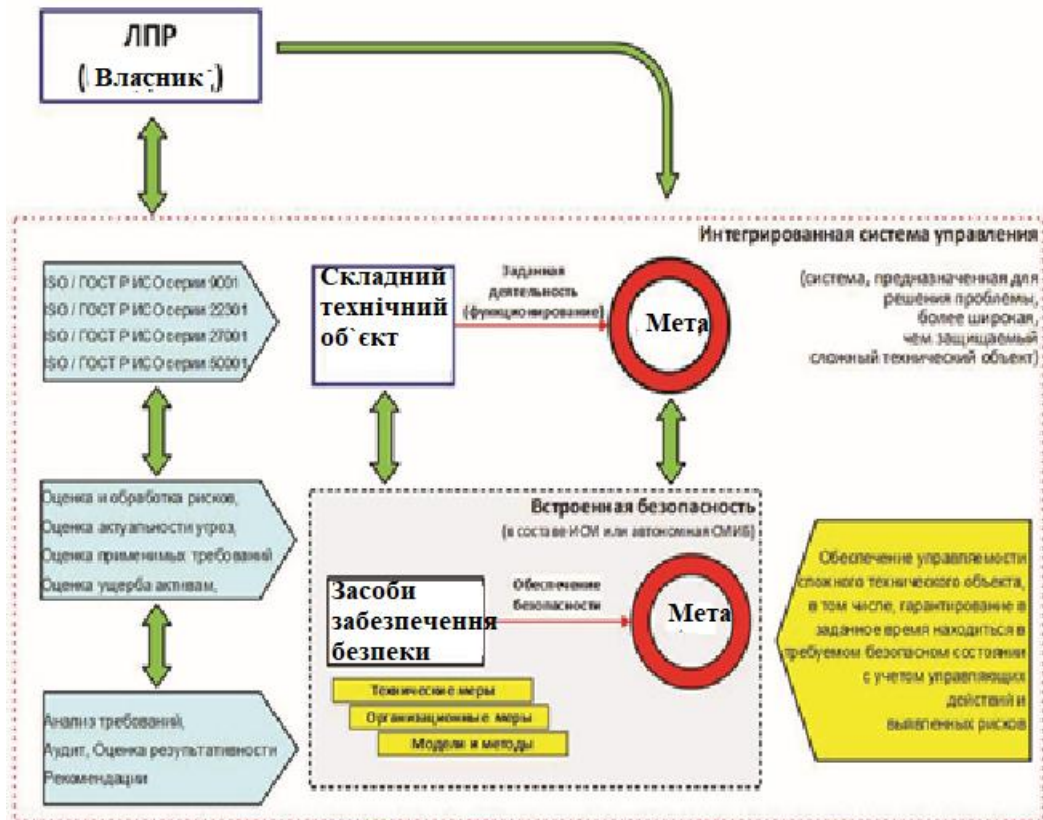 ЛПР
( Власник )
Интегрированная система управления
(система, предназначенная для
решения проблемы,
более широкая,
чем защищаемый
сложный технический объект)
ISO / ГОСТ Р ИСО серии 9001
ISO / ГОСТ Р ИСО серии 22301
ISO / ГОСТ Р ИСО серии 27001
ISO / ГОСТ Р ИСО серии 50001
Складний
технічний
об`єкт
Заданная
деятельность
(функционирование)
Мета
Оценка и обработка рисков,
Оценка актуальности угроз,
Оценка применимых требований
Оценка ущерба активам,
Встроенная безопасность
(в составе ИСМ или автономная СМИБ)
Засоби
забезпечення
безпеки
Обеспечение
безопасности
Мета
Технические меры
Организационные меры
Модели и методы
Обеспечение управляемости
сложного технического объекта,
в том числе, гарантирование в
заданное время находиться в
требуемом безопасном состоянии
с учетом управляющих
действий и
выявленных рисков
Анализ требований,
Аудит, Оценка результативности
Рекомендации